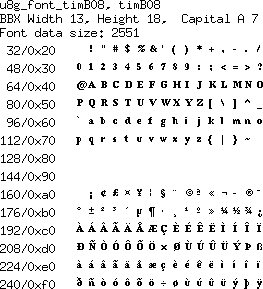 u8g_font_timB08, timB08
BBX Width 13, Height 18, Capital A 7
Font data size: 2551
32/0x20 ! " # $ % & ' ( ) * + , - . /
48/0x30 0 1 2 3 4 5 6 7 8 9 : ; < = > ?
64/0x40 @ A B C D E F G H I J K L M N O
80/0x50 P Q R S T U V W X Y Z [ \ ] ^ _
96/0x60 ` a b c d e f g h i j k l m n o
112/0x70 p q r s t u v w x y z { | } ~
128/0x80
144/0x90
160/0xa0 ¡ ¢ £ ¤ ¥ ¦ § ¨ © ª « ¬ - ® ¯
176/0xb0 ° ± ² ³ ´ µ ¶ · ¸ ¹ º » ¼ ½ ¾ ¿
192/0xc0 À Á Â Ã Ä Å Æ Ç È É Ê Ë Ì Í Î Ï
208/0xd0 Ð Ñ Ò Ó Ô Õ Ö × Ø Ù Ú Û Ü Ý Þ ß
224/0xe0 à á â ã ä å æ ç è é ê ë ì í î ï
240/0xf0 ð ñ ò ó ô õ ö ÷ ø ù ú û ü ý þ ÿ